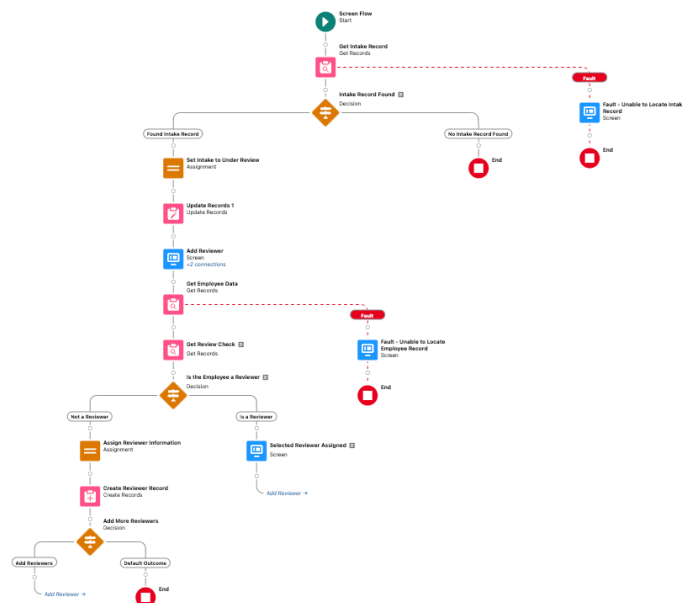 Screen Flow
Start
Get Intake Record
Get Records
Fault
Fault - Unable to Locate Intak
Record
Screen
End
Intake Record Found
Decision
Found Intake Record
No Intake Record Found
End
Set Intake to Under Review
Assignment
Update Records 1
Update Records
Add Reviewer
Screen
+2 connections
Get Employee Data
Get Records
Fault
Fault - Unable to Locate
Employee Record
Screen
End
Get Review Check
Get Records
Is the Employee a Reviewer
Decision
Not a Reviewer
Is a Reviewer
Assign Reviewer Information
Assignment
Selected Reviewer Assigned
Screen
Add Reviewer →
Create Reviewer Record
Create Records
Add More Reviewers
Decision
Add Reviewers
Default Outcome
Add Reviewer →
End